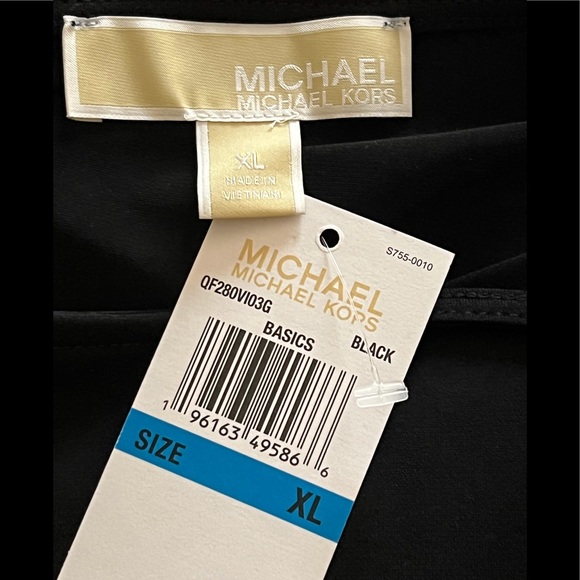 MICHAEL
MICHAEL KORS
XL
MADE IN
VIETNAM
S755-0010
MICHAEL
MICHAEL KORS
QF280VI03G
BASICS BLACK
1 96163 49586 6
SIZE XL